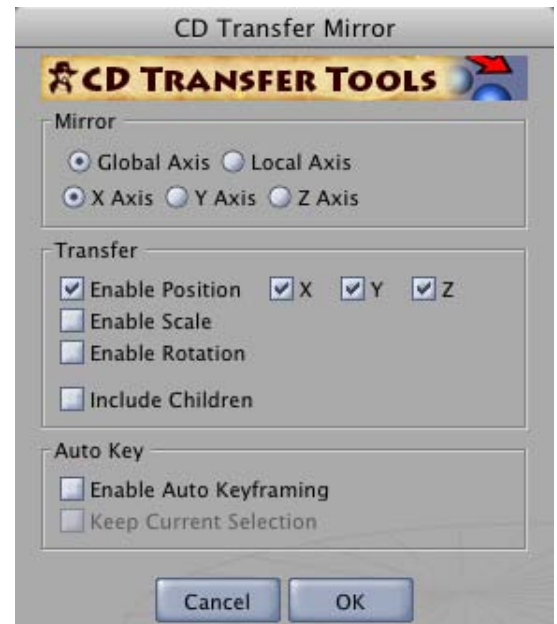 CD Transfer Mirror
CD TRANSFER TOOLS
Mirror
Global Axis Local Axis
X Axis Y Axis Z Axis
Transfer
Enable Position X Y Z
Enable Scale
Enable Rotation
Include Children
Auto Key
Enable Auto Keyframing
Keep Current Selection
Cancel OK